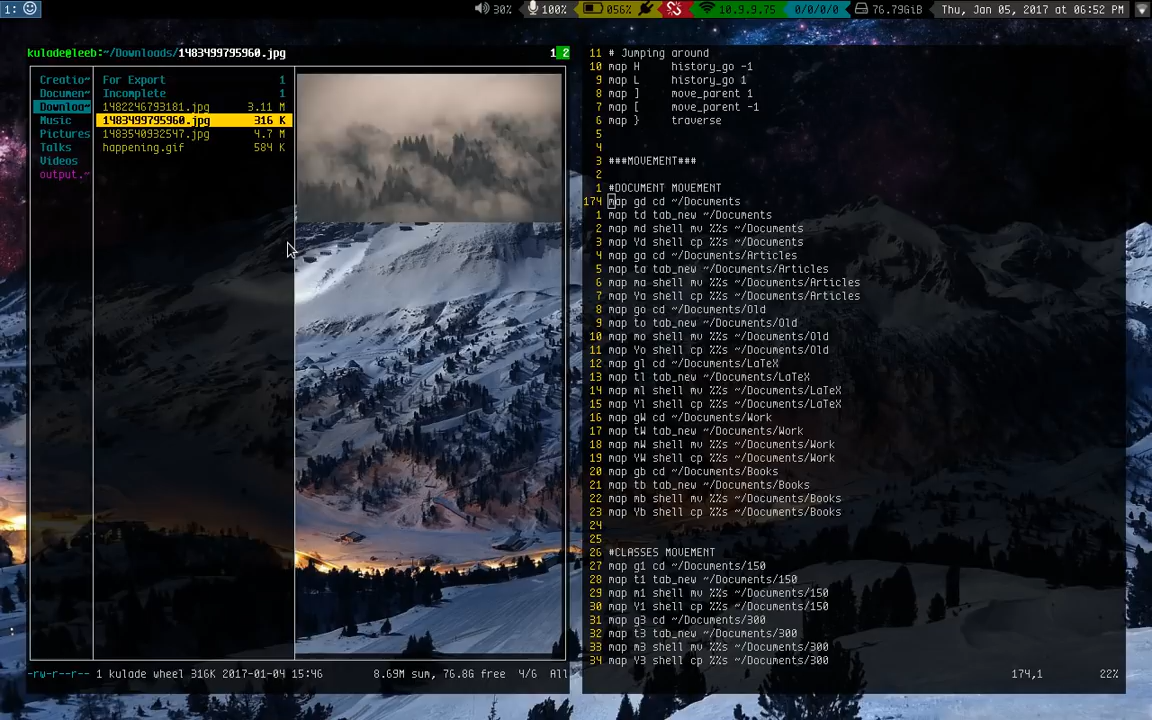 1: 30% 100% 056% 10.9.9.75 0/0/0/0 76.79GiB Thu, Jan 05, 2017 at 06:52 PM
kulade@leeb:~/Downloads/1483499795960.jpg 1 2
Creatio~ For Export 1
Documen~ Incomplete 1
Downloa~ 1482246793181.jpg 3.11 M
Music 1483499795960.jpg 316 K
Pictures 1483540932547.jpg 4.7 M
Talks happening.gif 584 K
Videos
output.~
-rw-r--r-- 1 kulade wheel 316K 2017-01-04 15:46 8.69M sum, 76.8G free 4/6 All
11 # Jumping around
10 map H history_go -1
9 map L history_go 1
8 map ] move_parent 1
7 map [ move_parent -1
6 map } traverse
5
4
3 ###MOVEMENT###
2
1 #DOCUMENT MOVEMENT
174 map gd cd ~/Documents
1 map td tab_new ~/Documents
2 map md shell mv %%s ~/Documents
3 map Yd shell cp %%s ~/Documents
4 map ga cd ~/Documents/Articles
5 map ta tab_new ~/Documents/Articles
6 map ma shell mv %%s ~/Documents/Articles
7 map Ya shell cp %%s ~/Documents/Articles
8 map go cd ~/Documents/Old
9 map to tab_new ~/Documents/Old
10 map mo shell mv %%s ~/Documents/Old
11 map Yo shell cp %%s ~/Documents/Old
12 map gl cd ~/Documents/LaTeX
13 map tl tab_new ~/Documents/LaTeX
14 map ml shell mv %%s ~/Documents/LaTeX
15 map Yl shell cp %%s ~/Documents/LaTeX
16 map gW cd ~/Documents/Work
17 map tW tab_new ~/Documents/Work
18 map mW shell mv %%s ~/Documents/Work
19 map YW shell cp %%s ~/Documents/Work
20 map gb cd ~/Documents/Books
21 map tb tab_new ~/Documents/Books
22 map mb shell mv %%s ~/Documents/Books
23 map Yb shell cp %%s ~/Documents/Books
24
25
26 #CLASSES MOVEMENT
27 map g1 cd ~/Documents/150
28 map t1 tab_new ~/Documents/150
29 map m1 shell mv %%s ~/Documents/150
30 map Y1 shell cp %%s ~/Documents/150
31 map g3 cd ~/Documents/300
32 map t3 tab_new ~/Documents/300
33 map m3 shell mv %%s ~/Documents/300
34 map Y3 shell cp %%s ~/Documents/300
174,1 22%